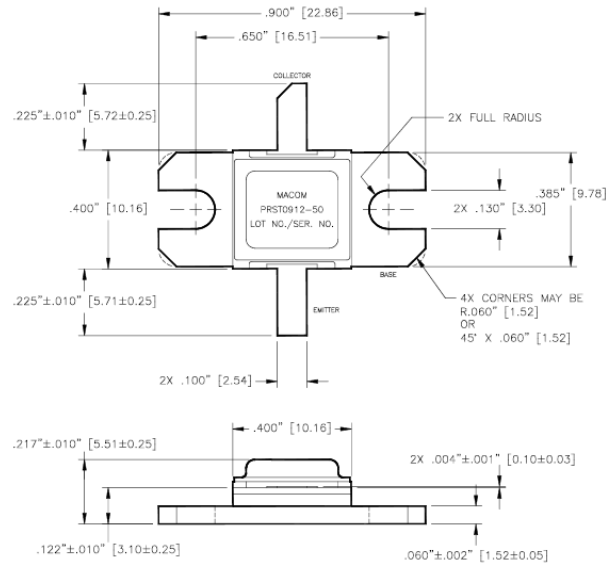 .900" [22.86]
.650" [16.51]
COLLECTOR
.225"±.010" [5.72±0.25]
2X FULL RADIUS
MACOM
PRST0912-50
LOT NO./SER. NO.
.400" [10.16]
.385" [9.78]
2X .130" [3.30]
BASE
.225"±.010" [5.71±0.25]
EMITTER
4X CORNERS MAY BE
R.060" [1.52]
OR
45° X .060" [1.52]
2X .100" [2.54]
.400" [10.16]
.217"±.010" [5.51±0.25]
2X .004"±.001" [0.10±0.03]
.122"±.010" [3.10±0.25]
.060"±.002" [1.52±0.05]